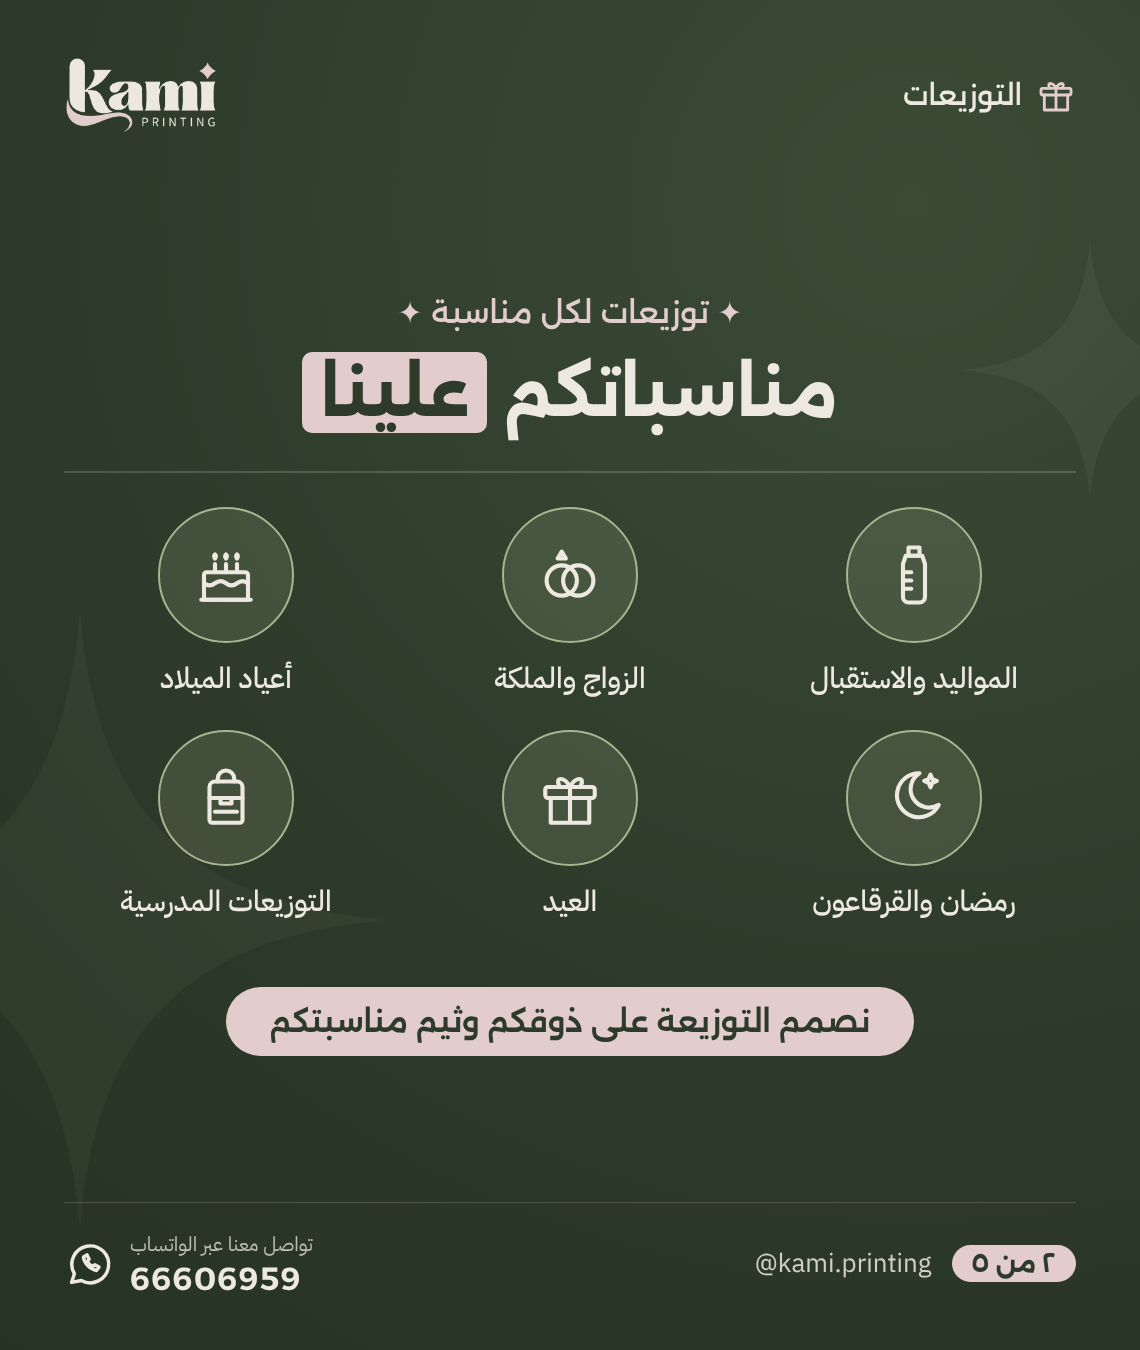 التوزيعات
Kami
PRINTING
توزيعات لكل مناسبة
مناسباتكم علينا
المواليد والاستقبال
الزواج والملكة
أعياد الميلاد
رمضان والقرقاعون
العيد
التوزيعات المدرسية
نصمم التوزيعة على ذوقكم وثيم مناسبتكم
٢ من ٥
@kami.printing
تواصل معنا عبر الواتساب
66606959